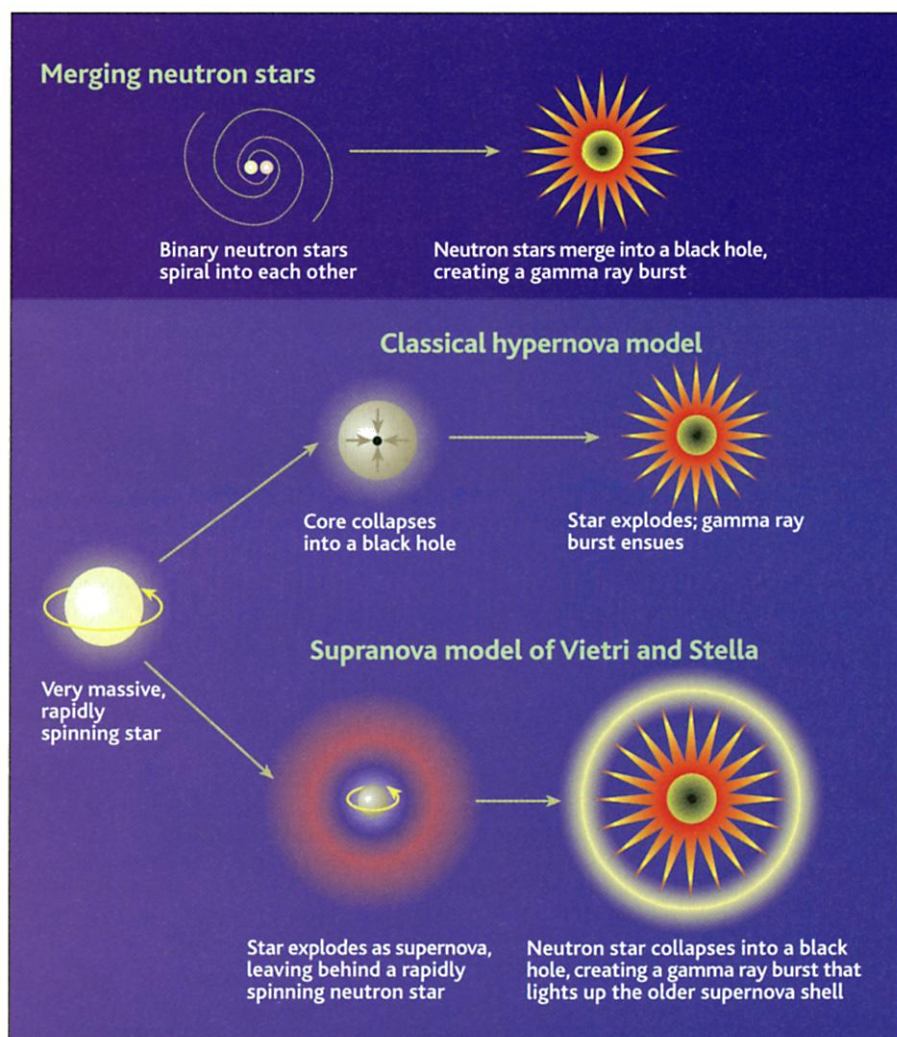 Merging neutron stars
Binary neutron stars
spiral into each other
Neutron stars merge into a black hole,
creating a gamma ray burst
Classical hypernova model
Core collapses
into a black hole
Star explodes; gamma ray
burst ensues
Very massive,
rapidly
spinning star
Supranova model of Vietri and Stella
Star explodes as supernova,
leaving behind a rapidly
spinning neutron star
Neutron star collapses into a black
hole, creating a gamma ray burst that
lights up the older supernova shell